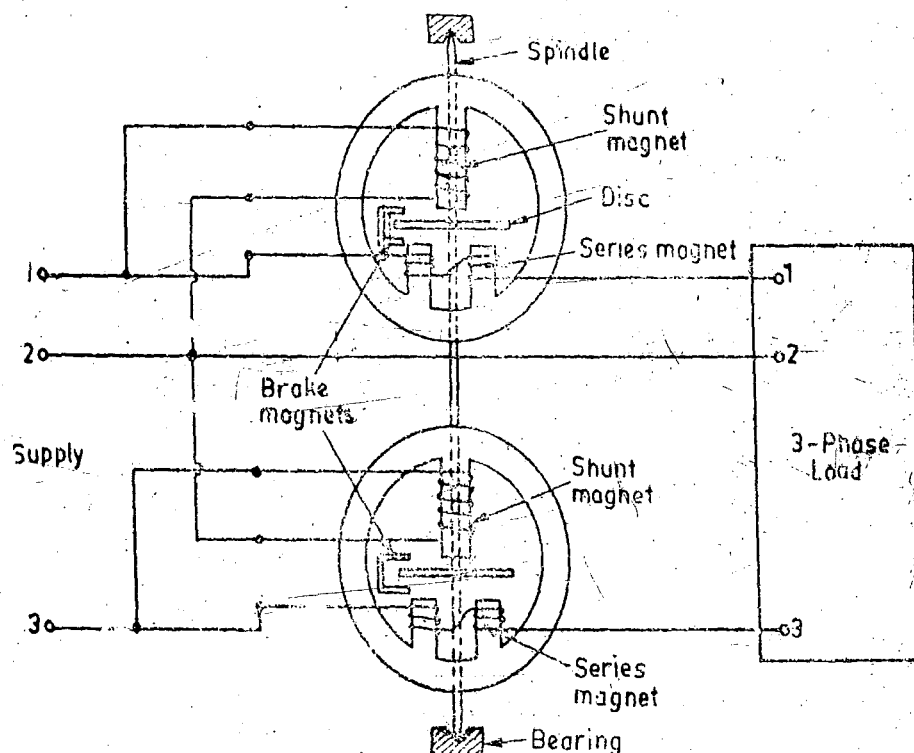 Spindle
Shunt
magnet
Disc
Series magnet
1
1
2
2
Brake
magnets
Supply
3-Phase
Load
Shunt
magnet
3
3
Series
magnet
Bearing